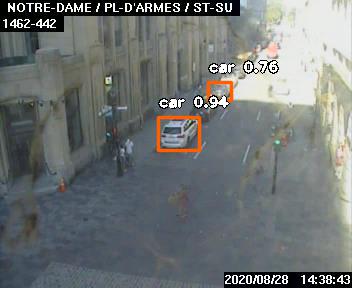 NOTRE-DAME / PL-D'ARMES / ST-SU
1462-442
car 0.76
car 0.94
2020/08/28 14:38:43